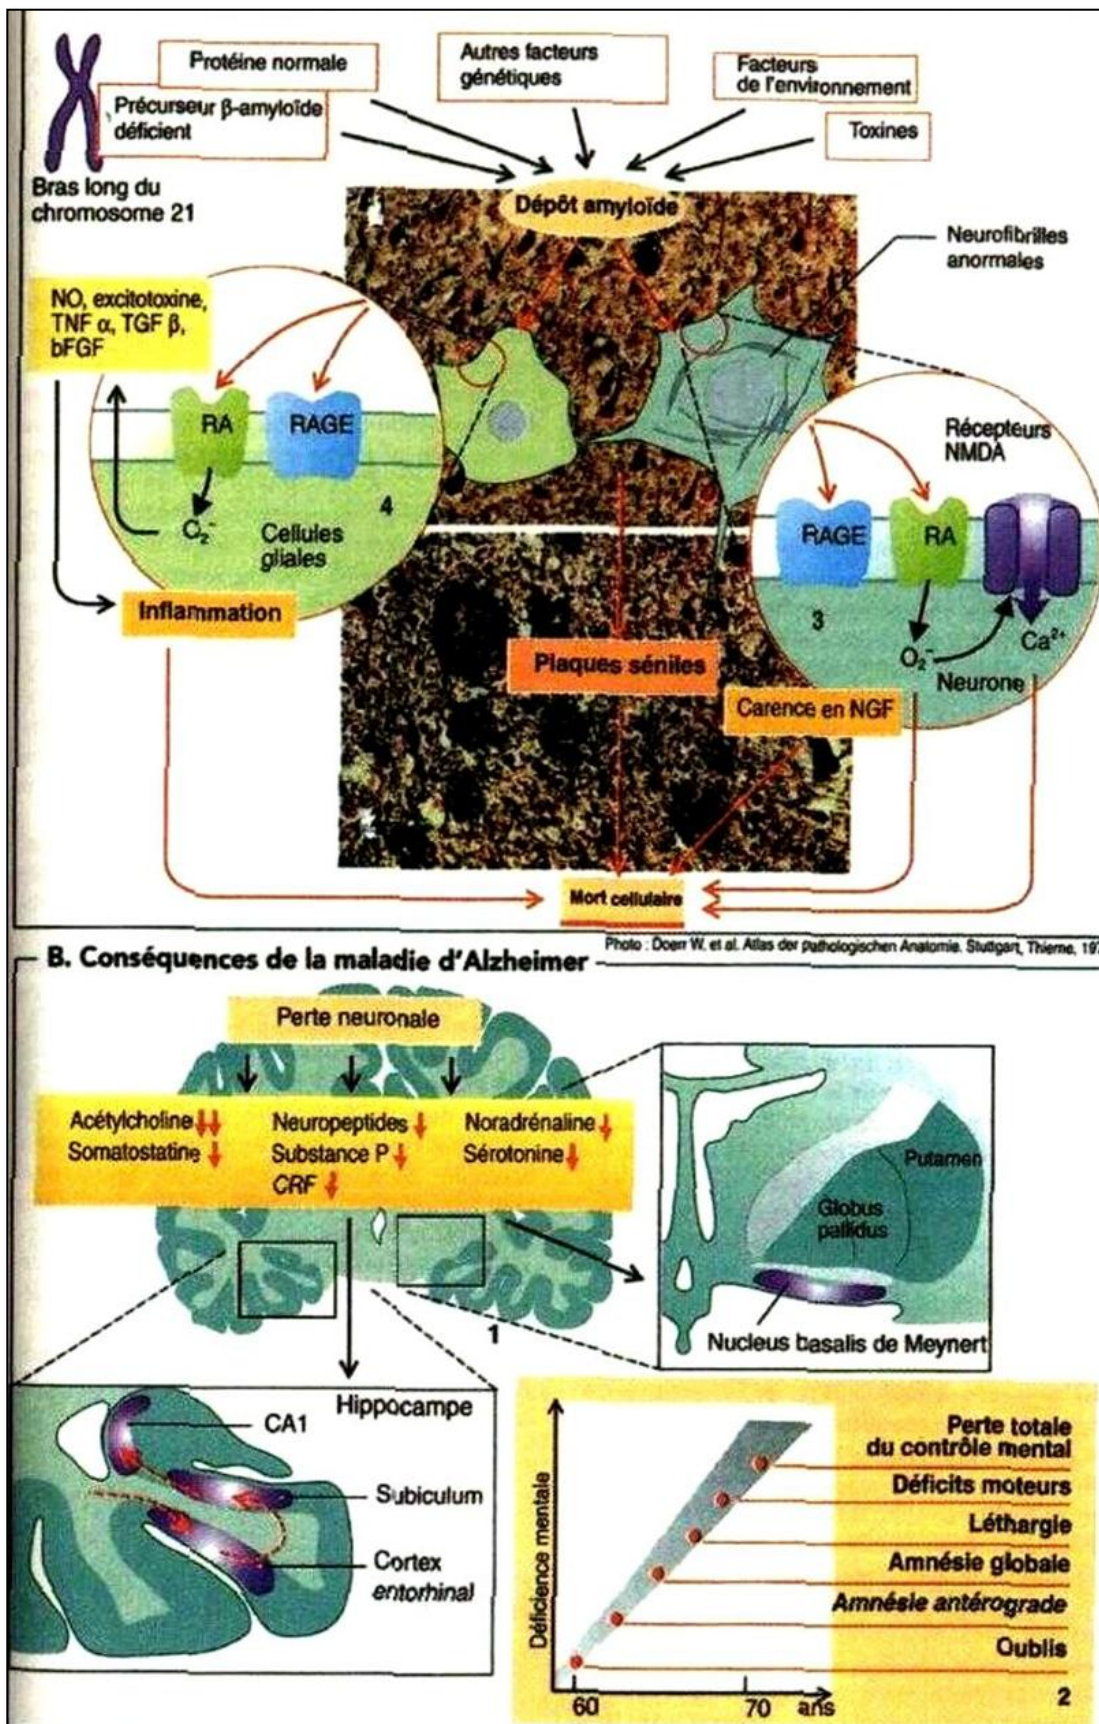 Protéine normale
Autres facteurs
génétiques
Facteurs
de l'environnement
Précurseur β-amyloïde
déficient
Toxines
Bras long du
chromosome 21
Dépôt amyloïde
Neurofibrilles
anormales
NO, excitotoxine,
TNF α, TGF β,
bFGF
RA
RAGE
4
C₂⁻
Cellules
gliales
Inflammation
Récepteurs
NMDA
RAGE
RA
3
O₂⁻
Ca²⁺
Neurone
Plaques séniles
Carence en NGF
Mort cellulaire
Photo : Doerr W. et al. Atlas der pathologischen Anatomie. Stuttgart, Thieme, 197
B. Conséquences de la maladie d'Alzheimer
Perte neuronale
Acétylcholine ↓↓ Neuropeptides ↓ Noradrénaline ↓
Somatostatine ↓ Substance P ↓ Sérotonine ↓
CRF ↓
Putamen
Globus
pallidus
Nucleus basalis de Meynert
1
Hippocampe
CA1
Subiculum
Cortex
entorhinal
Déficience mentale
Perte totale
du contrôle mental
Déficits moteurs
Léthargie
Amnésie globale
Amnésie antérograde
Oublis
60 70 ans
2